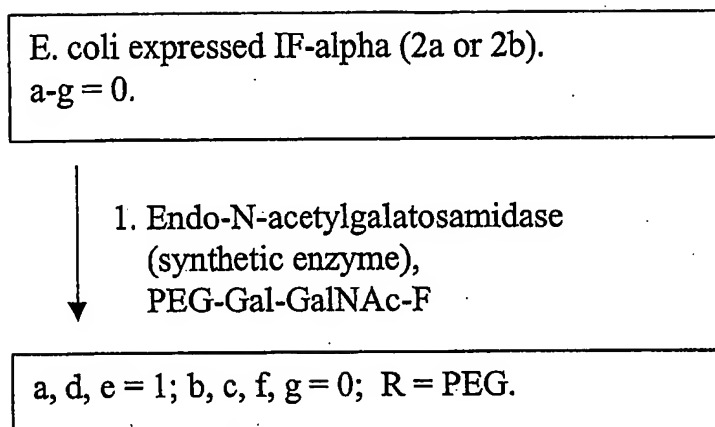 E. coli expressed IF-alpha (2a or 2b).
a-g = 0.
1. Endo-N-acetylgalatosamidase
(synthetic enzyme),
PEG-Gal-GalNAc-F
a, d, e = 1; b, c, f, g = 0; R = PEG.